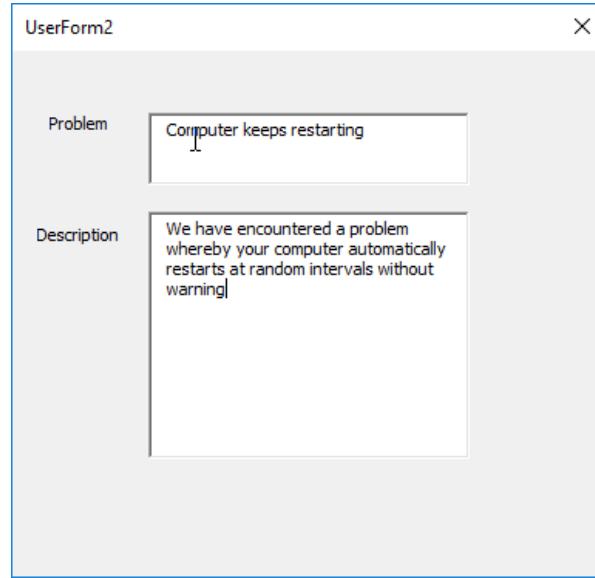 UserForm2
Problem
Computer keeps restarting
Description
We have encountered a problem
whereby your computer automatically
restarts at random intervals without
warning